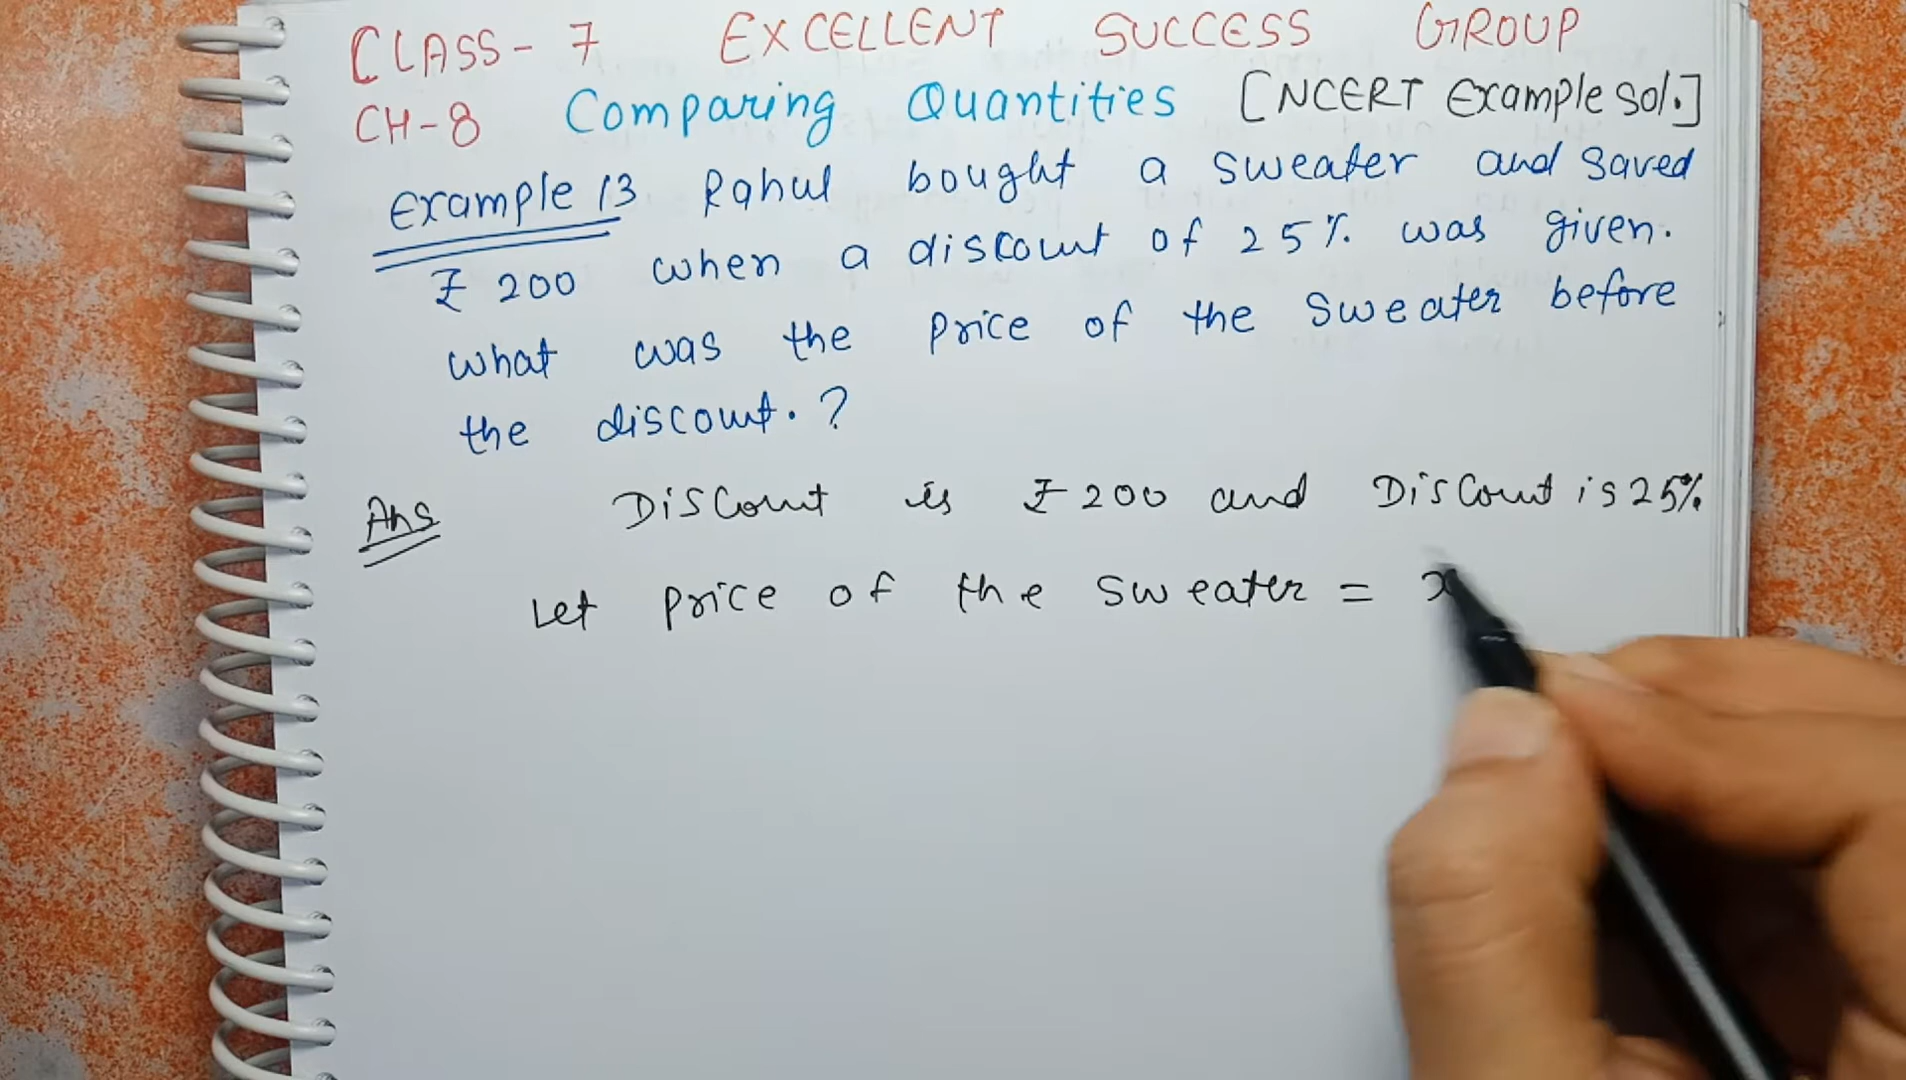 CLASS-7 EXCELLENT SUCCESS GROUP
CH-8 Comparing Quantities [NCERT Example Sol.]
Example 13 Rahul bought a sweater and saved
₹ 200 when a discount of 25% was given.
what was the price of the sweater before
the discount.?
Ans Discount is ₹ 200 and Discount is 25%
Let price of the sweater = x